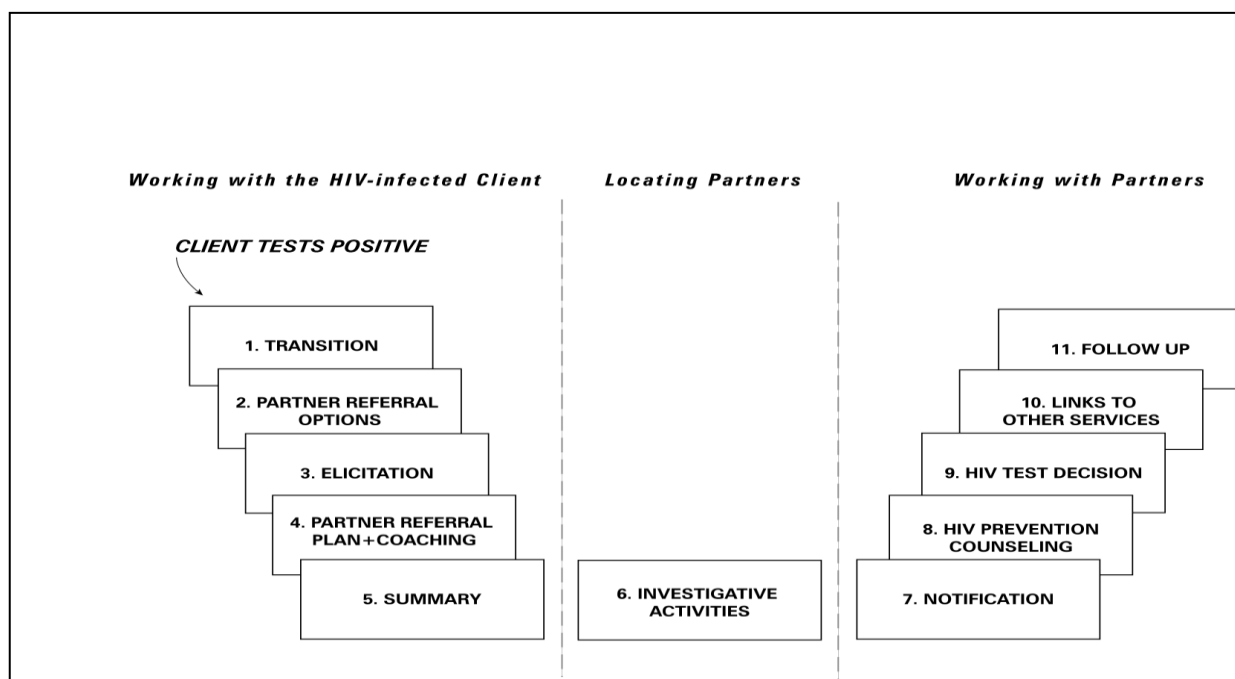 Working with the HIV-infected Client
Locating Partners
Working with Partners
CLIENT TESTS POSITIVE
1. TRANSITION
2. PARTNER REFERRAL
OPTIONS
3. ELICITATION
4. PARTNER REFERRAL
PLAN+COACHING
5. SUMMARY
6. INVESTIGATIVE
ACTIVITIES
7. NOTIFICATION
8. HIV PREVENTION
COUNSELING
9. HIV TEST DECISION
10. LINKS TO
OTHER SERVICES
11. FOLLOW UP